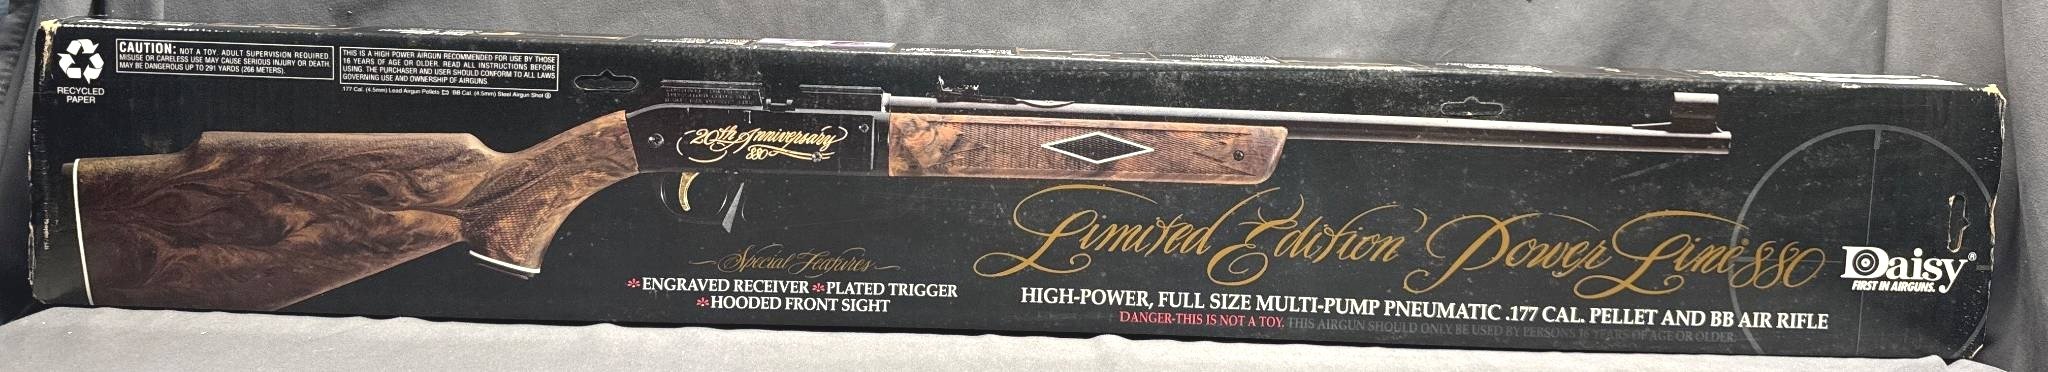 CAUTION: NOT A TOY. ADULT SUPERVISION REQUIRED.
MISUSE OR CARELESS USE MAY CAUSE SERIOUS INJURY OR DEATH.
MAY BE DANGEROUS UP TO 291 YARDS (266 METERS).
THIS IS A HIGH POWER AIRGUN RECOMMENDED FOR USE BY THOSE
16 YEARS OF AGE OR OLDER. READ ALL INSTRUCTIONS BEFORE
USING. THE PURCHASER AND USER SHOULD CONFORM TO ALL LAWS
GOVERNING USE AND OWNERSHIP OF AIRGUNS.
.177 Cal. (4.5mm) Lead Airgun Pellets BB Cal. (4.5mm) Steel Airgun Shot
RECYCLED
PAPER
20th Anniversary
880
Special Features
ENGRAVED RECEIVER PLATED TRIGGER
HOODED FRONT SIGHT
Limited Edition Power Line 880
HIGH-POWER, FULL SIZE MULTI-PUMP PNEUMATIC .177 CAL. PELLET AND BB AIR RIFLE
DANGER-THIS IS NOT A TOY. THIS AIRGUN SHOULD ONLY BE USED BY PERSONS 16 YEARS OF AGE OR OLDER.
Daisy®
FIRST IN AIRGUNS.